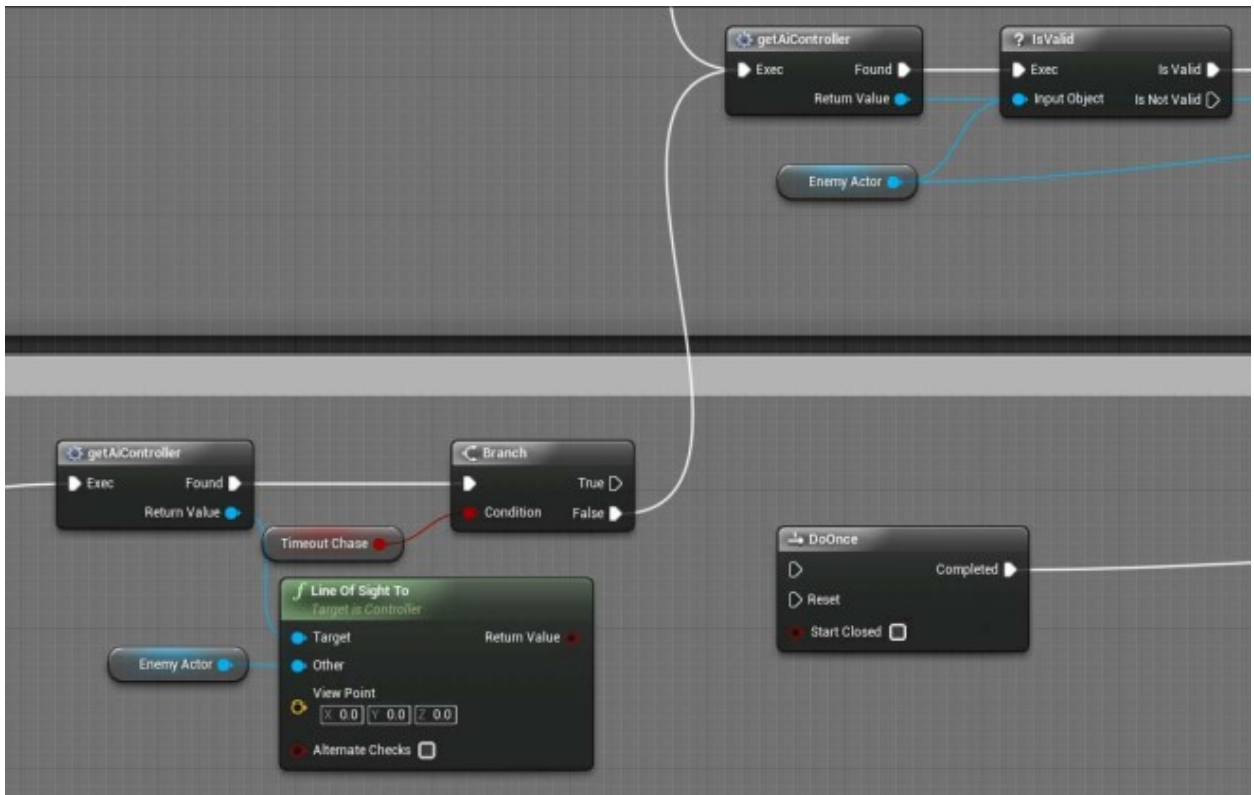 getAiController
? IsValid
Exec
Found
Exec
Is Valid
Return Value
Input Object
Is Not Valid
Enemy Actor
getAiController
Branch
Exec
Found
True
Return Value
Condition
False
Timeout Chase
DoOnce
Completed
Reset
Start Closed
f Line Of Sight To
Target is Controller
Target
Return Value
Enemy Actor
Other
View Point
X 0.0 Y 0.0 Z 0.0
Alternate Checks